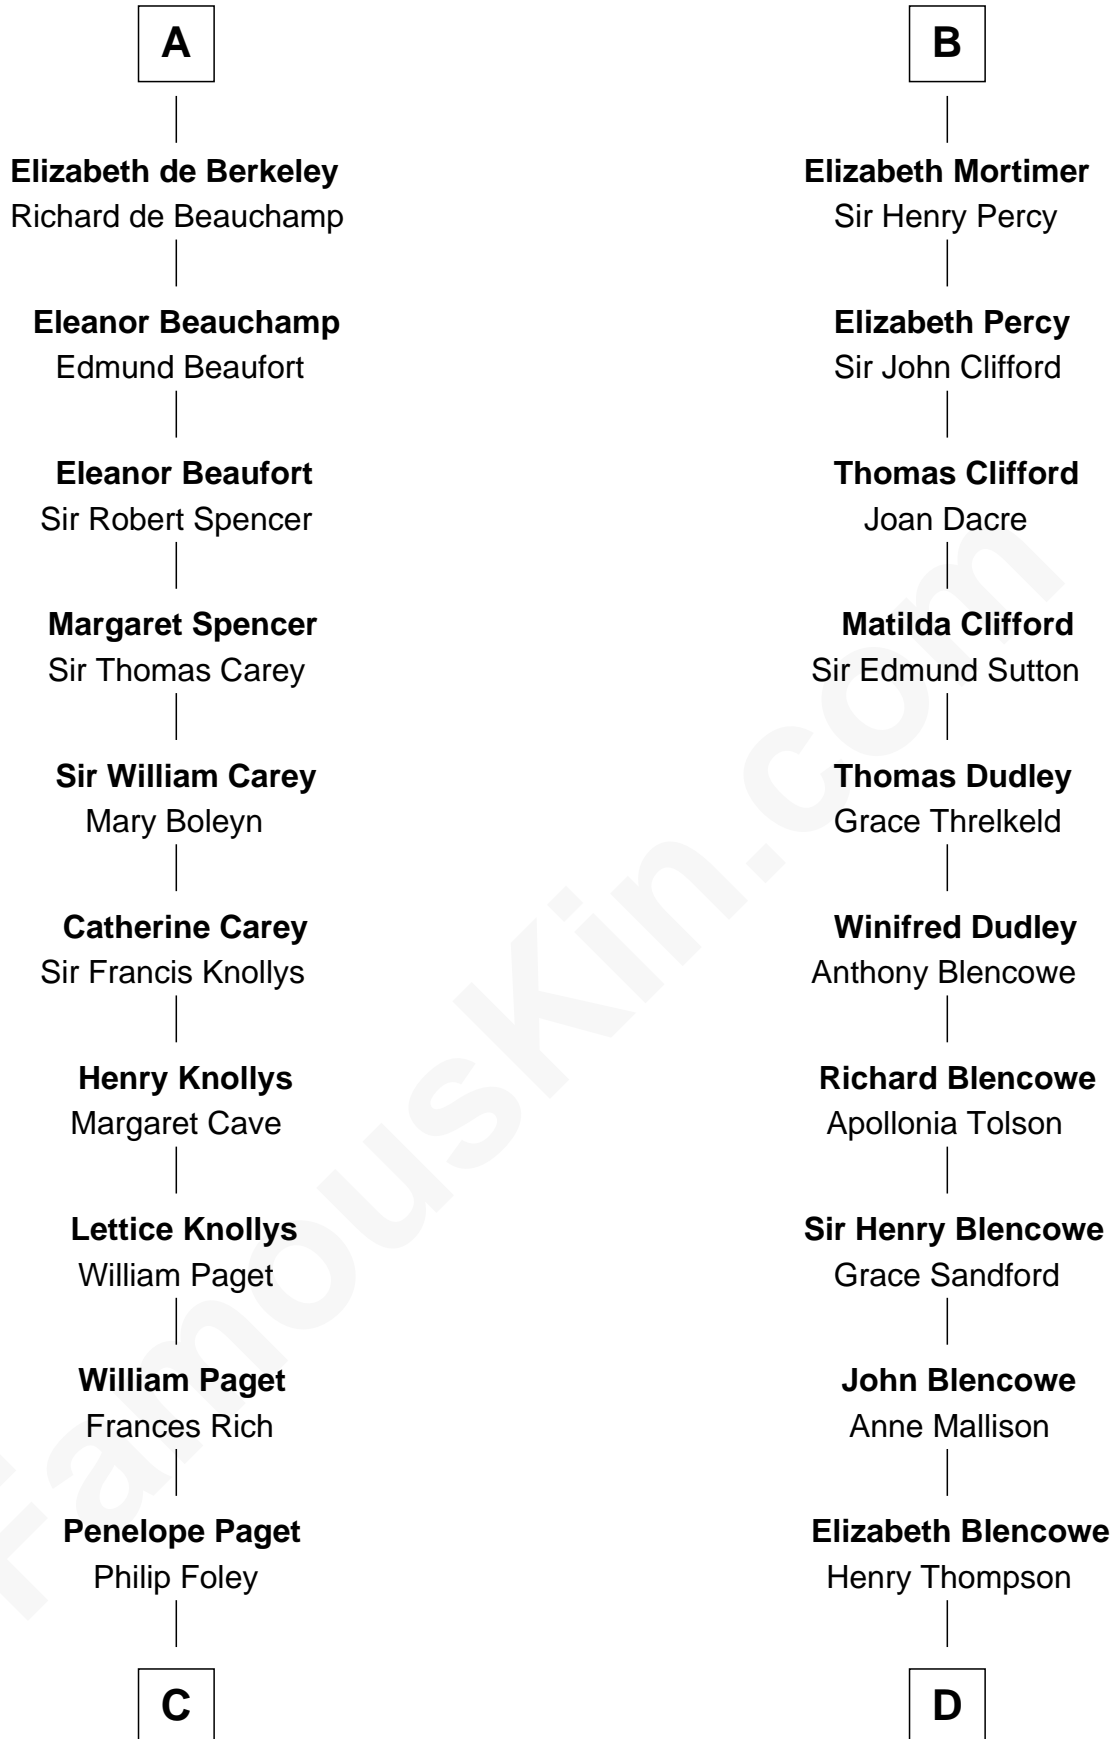 A
Elizabeth de Berkeley
Richard de Beauchamp
Eleanor Beauchamp
Edmund Beaufort
Eleanor Beaufort
Sir Robert Spencer
Margaret Spencer
Sir Thomas Carey
Sir William Carey
Mary Boleyn
Catherine Carey
Sir Francis Knollys
Henry Knollys
Margaret Cave
Lettice Knollys
William Paget
William Paget
Frances Rich
Penelope Paget
Philip Foley
C
B
Elizabeth Mortimer
Sir Henry Percy
Elizabeth Percy
Sir John Clifford
Thomas Clifford
Joan Dacre
Matilda Clifford
Sir Edmund Sutton
Thomas Dudley
Grace Threlkeld
Winifred Dudley
Anthony Blencowe
Richard Blencowe
Apollonia Tolson
Sir Henry Blencowe
Grace Sandford
John Blencowe
Anne Mallison
Elizabeth Blencowe
Henry Thompson
D
FamousKin.com